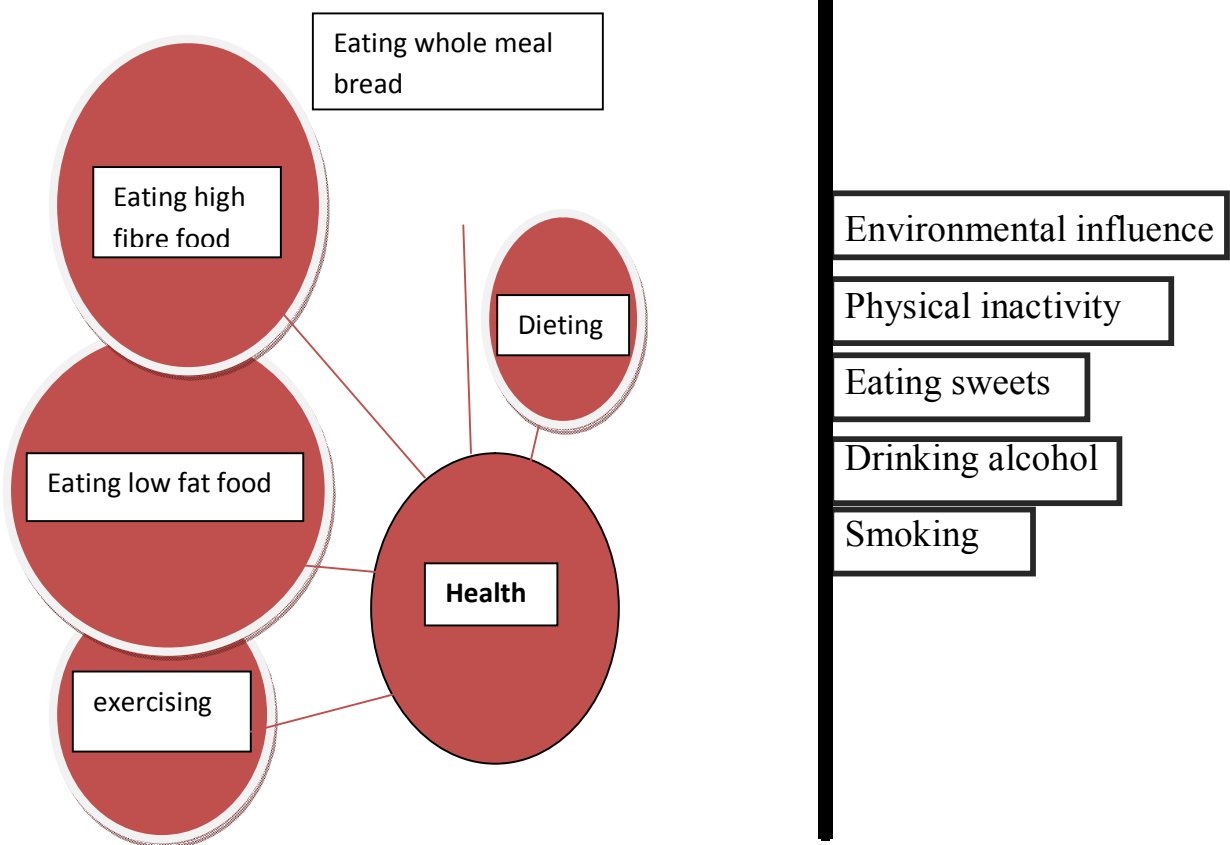 Eating whole meal
bread
Eating high
fibre food
Dieting
Eating low fat food
Health
exercising
Environmental influence
Physical inactivity
Eating sweets
Drinking alcohol
Smoking